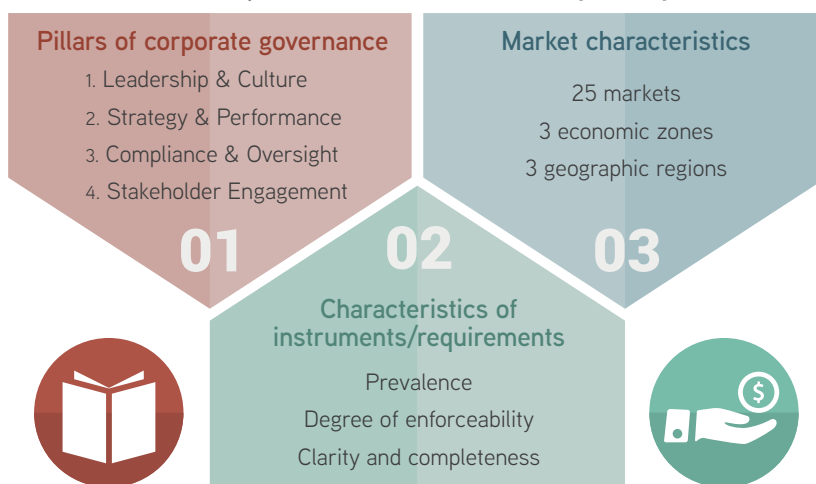 Pillars of corporate governance
1. Leadership & Culture
2. Strategy & Performance
3. Compliance & Oversight
4. Stakeholder Engagement
01
Market characteristics
25 markets
3 economic zones
3 geographic regions
03
02
Characteristics of
instruments/requirements
Prevalence
Degree of enforceability
Clarity and completeness
$